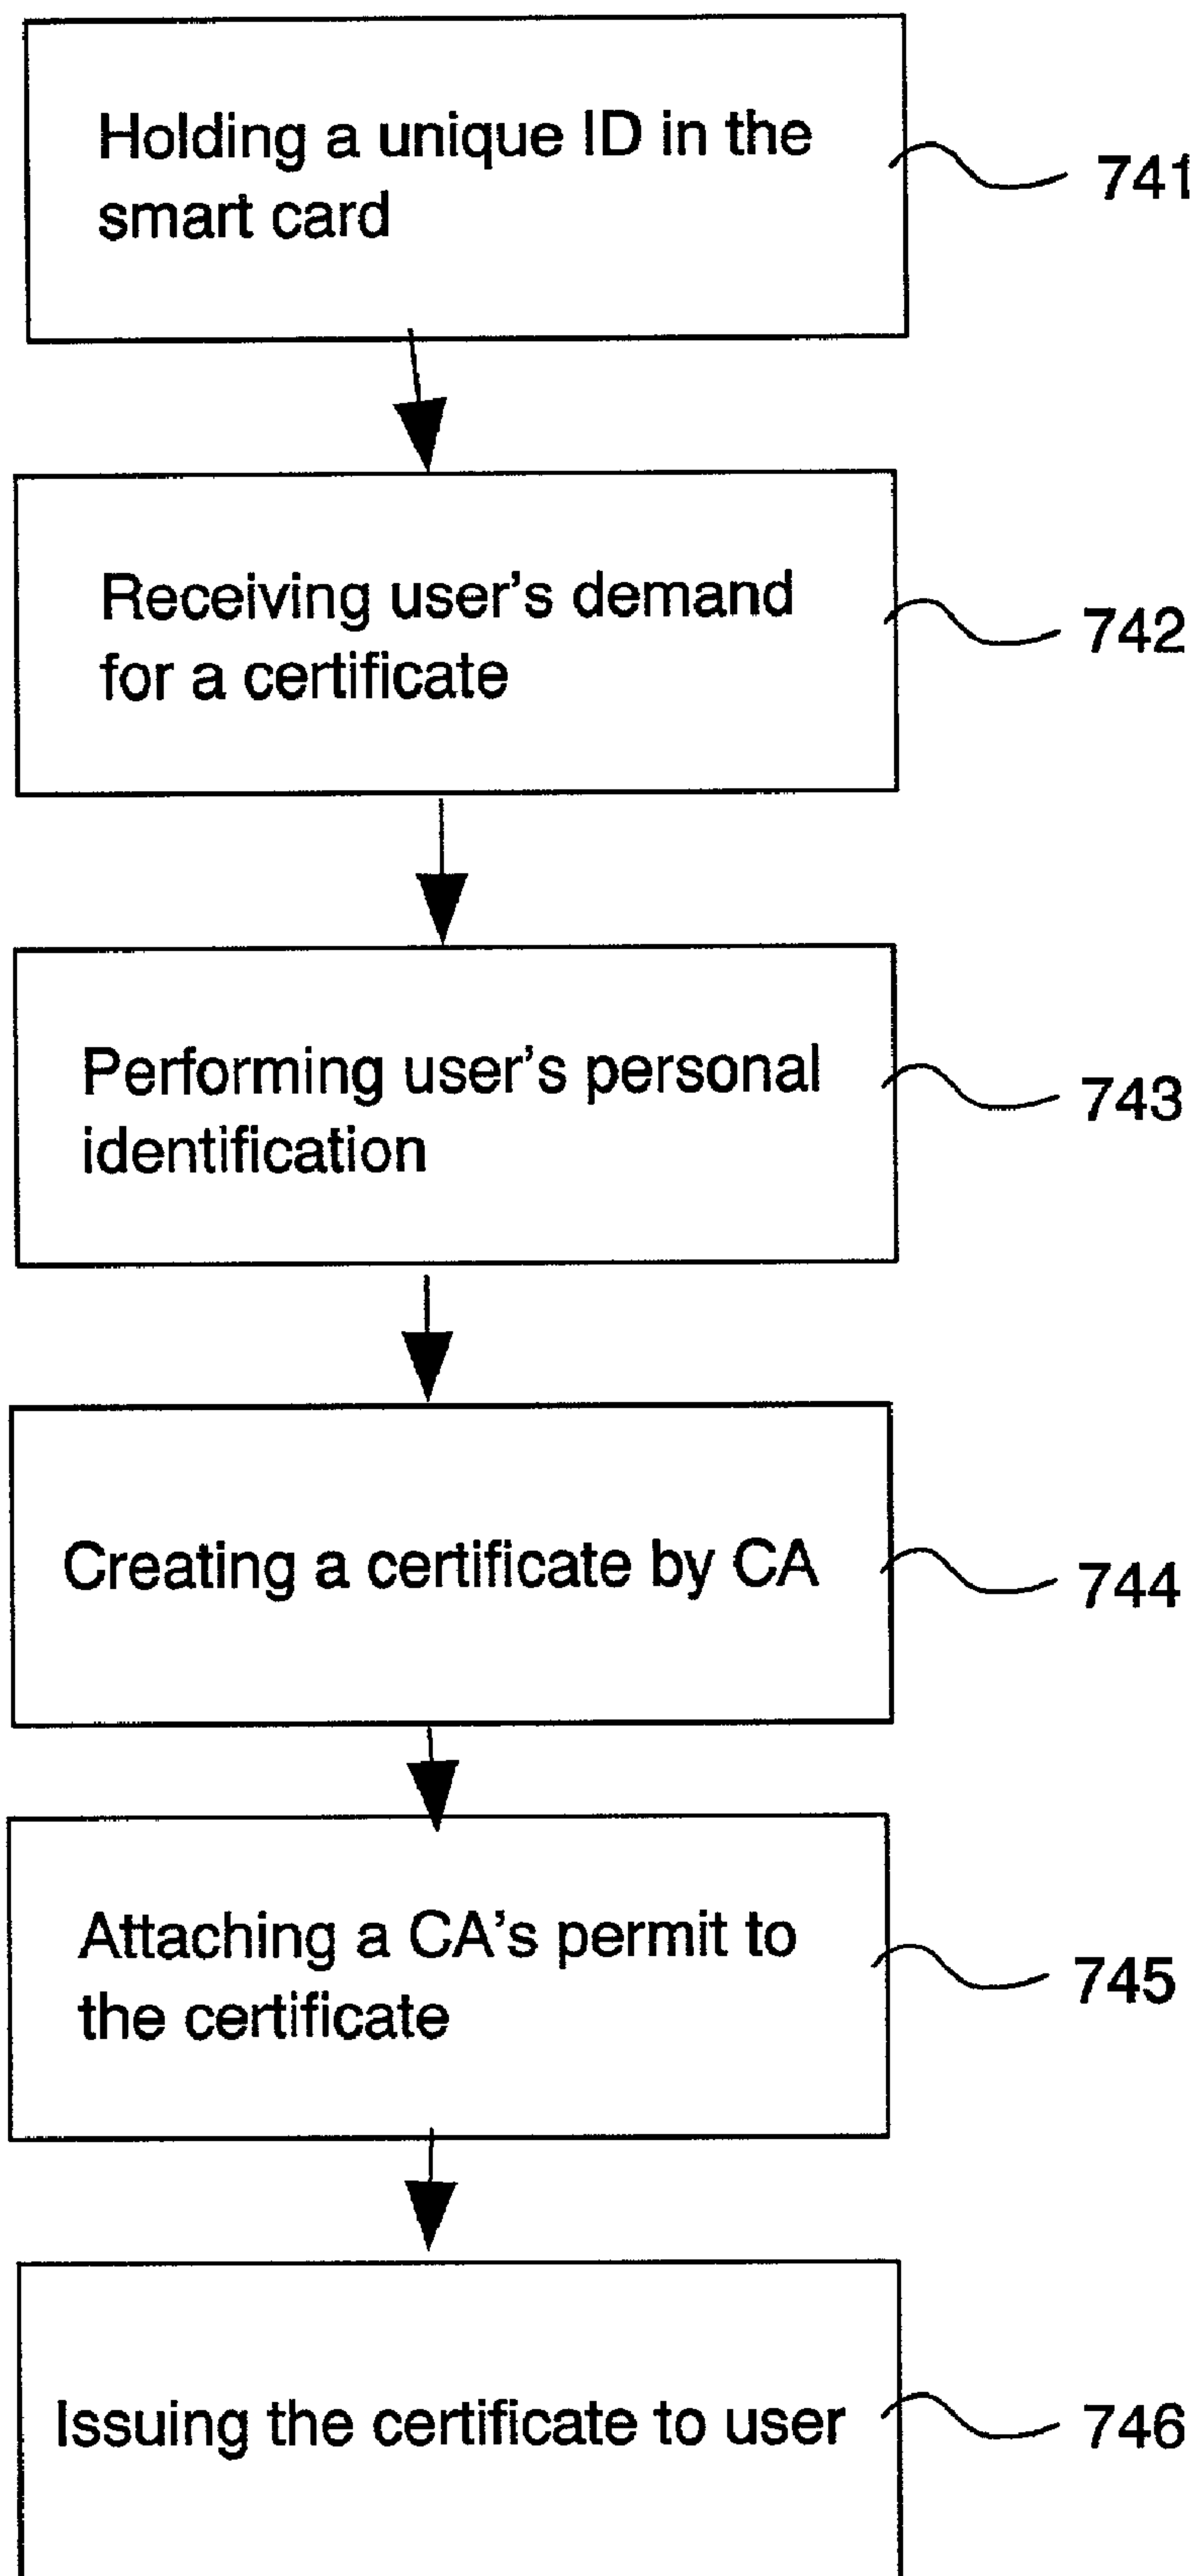 Holding a unique ID in the
smart card
741
Receiving user's demand
for a certificate
742
Performing user's personal
identification
743
Creating a certificate by CA
744
Attaching a CA's permit to
the certificate
745
Issuing the certificate to user
746